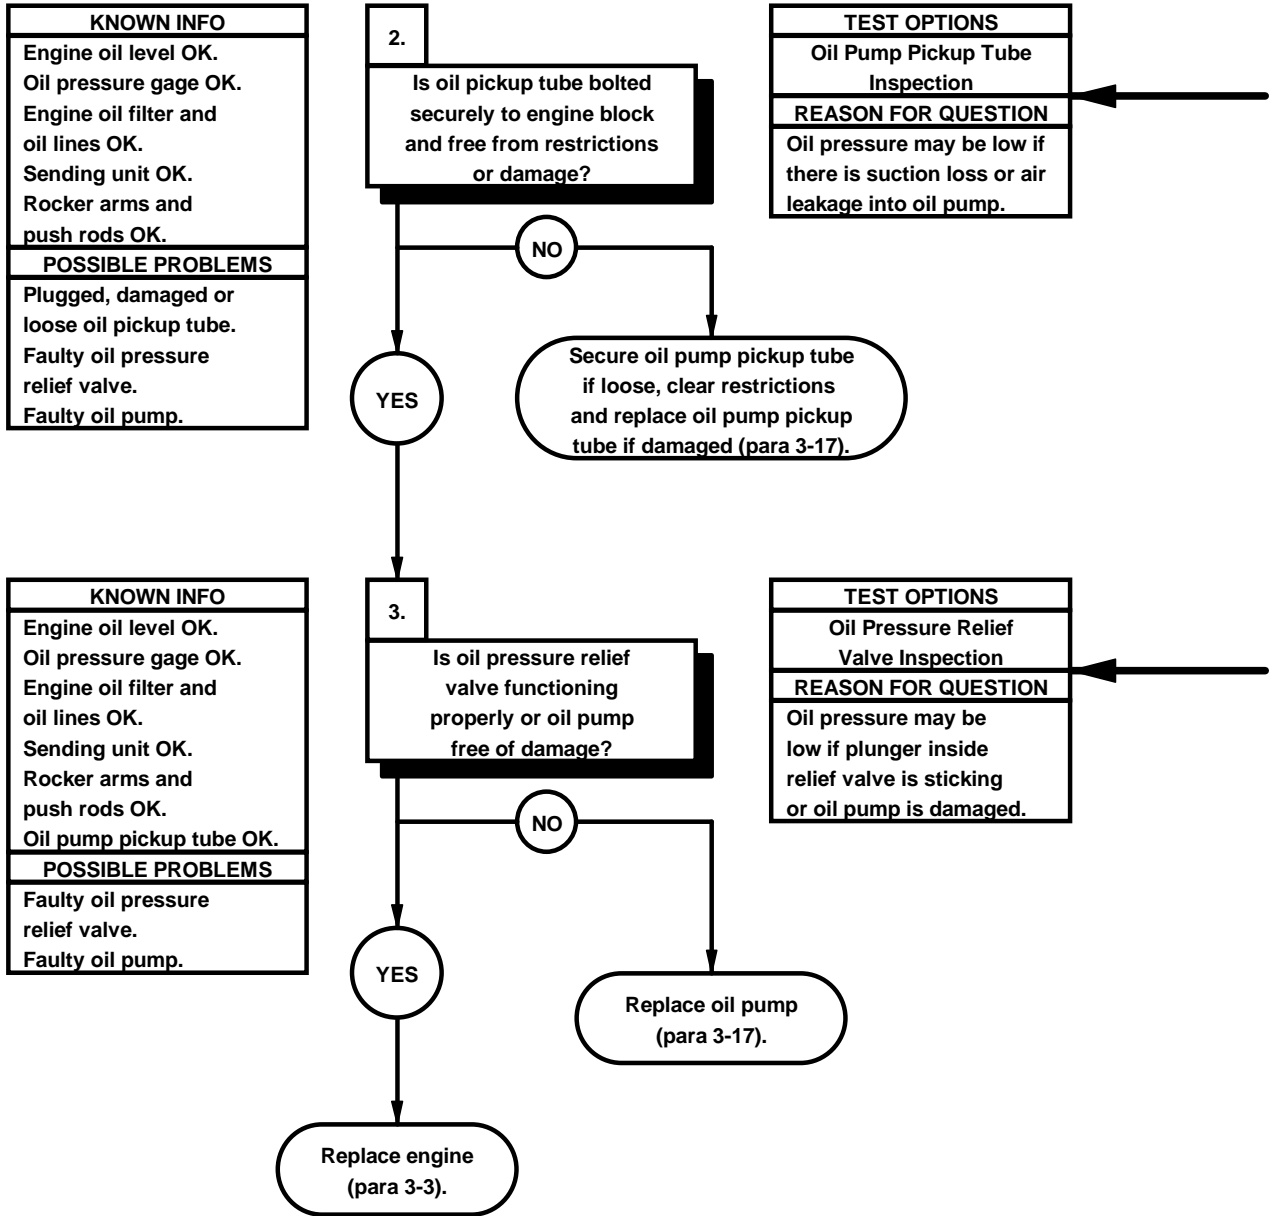 KNOWN INFO
Engine oil level OK.
Oil pressure gage OK.
Engine oil filter and
oil lines OK.
Sending unit OK.
Rocker arms and
push rods OK.
POSSIBLE PROBLEMS
Plugged, damaged or
loose oil pickup tube.
Faulty oil pressure
relief valve.
Faulty oil pump.
2.
Is oil pickup tube bolted
securely to engine block
and free from restrictions
or damage?
TEST OPTIONS
Oil Pump Pickup Tube
Inspection
REASON FOR QUESTION
Oil pressure may be low if
there is suction loss or air
leakage into oil pump.
NO
YES
Secure oil pump pickup tube
if loose, clear restrictions
and replace oil pump pickup
tube if damaged (para 3-17).
KNOWN INFO
Engine oil level OK.
Oil pressure gage OK.
Engine oil filter and
oil lines OK.
Sending unit OK.
Rocker arms and
push rods OK.
Oil pump pickup tube OK.
POSSIBLE PROBLEMS
Faulty oil pressure
relief valve.
Faulty oil pump.
3.
Is oil pressure relief
valve functioning
properly or oil pump
free of damage?
TEST OPTIONS
Oil Pressure Relief
Valve Inspection
REASON FOR QUESTION
Oil pressure may be
low if plunger inside
relief valve is sticking
or oil pump is damaged.
NO
YES
Replace oil pump
(para 3-17).
Replace engine
(para 3-3).